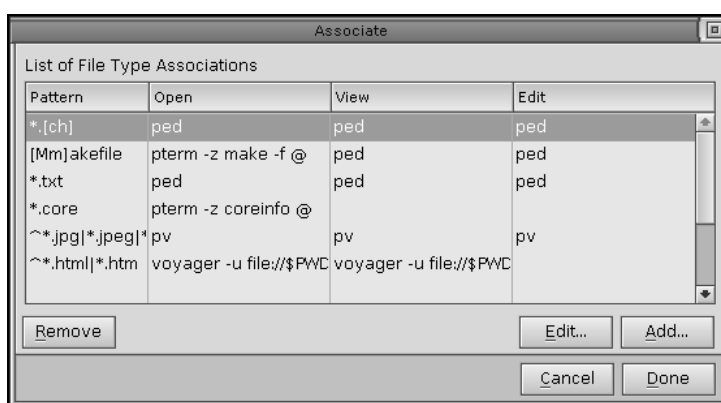 Associate
List of File Type Associations
Pattern Open View Edit
*.[ch] ped ped ped
[Mm]akefile pterm -z make -f @ ped ped
*.txt ped ped ped
*.core pterm -z coreinfo @
^*.jpg|*.jpeg|* pv pv pv
^*.html|*.htm voyager -u file://$PWD voyager -u file://$PWD
Remove Edit... Add...
Cancel Done